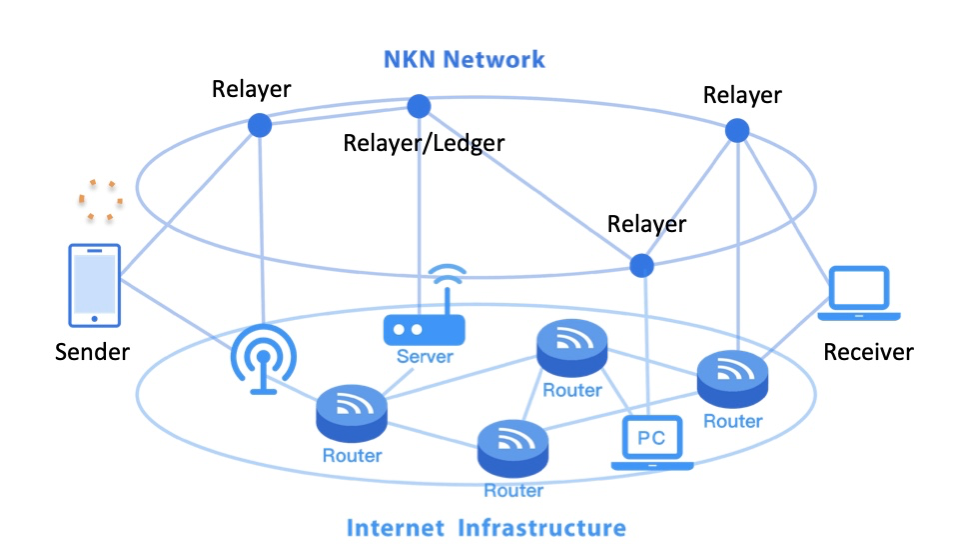 NKN Network
Relayer
Relayer
Relayer/Ledger
Relayer
Sender
Receiver
Server
Router
Router
PC
Router
Router
Internet Infrastructure